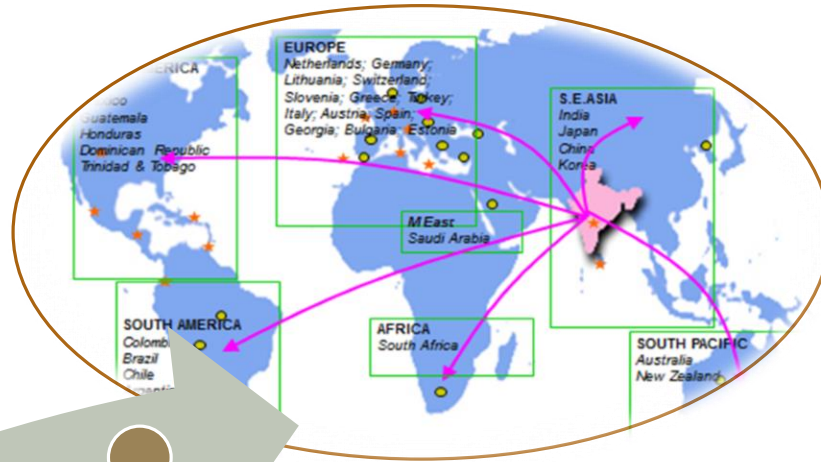 EUROPE
Netherlands; Germany;
Lithuania; Switzerland;
Slovenia; Greece; Turkey;
Italy; Austria, Spain;
Georgia; Bulgaria, Estonia
Guatemala
Honduras
Dominican Republic
Trinidad & Tobago
S.E.ASIA
India
Japan
China
Korea
M East
Saudi Arabia
SOUTH AMERICA
Brazil
Chile
AFRICA
South Africa
SOUTH PACIFIC
Australia
New Zealand